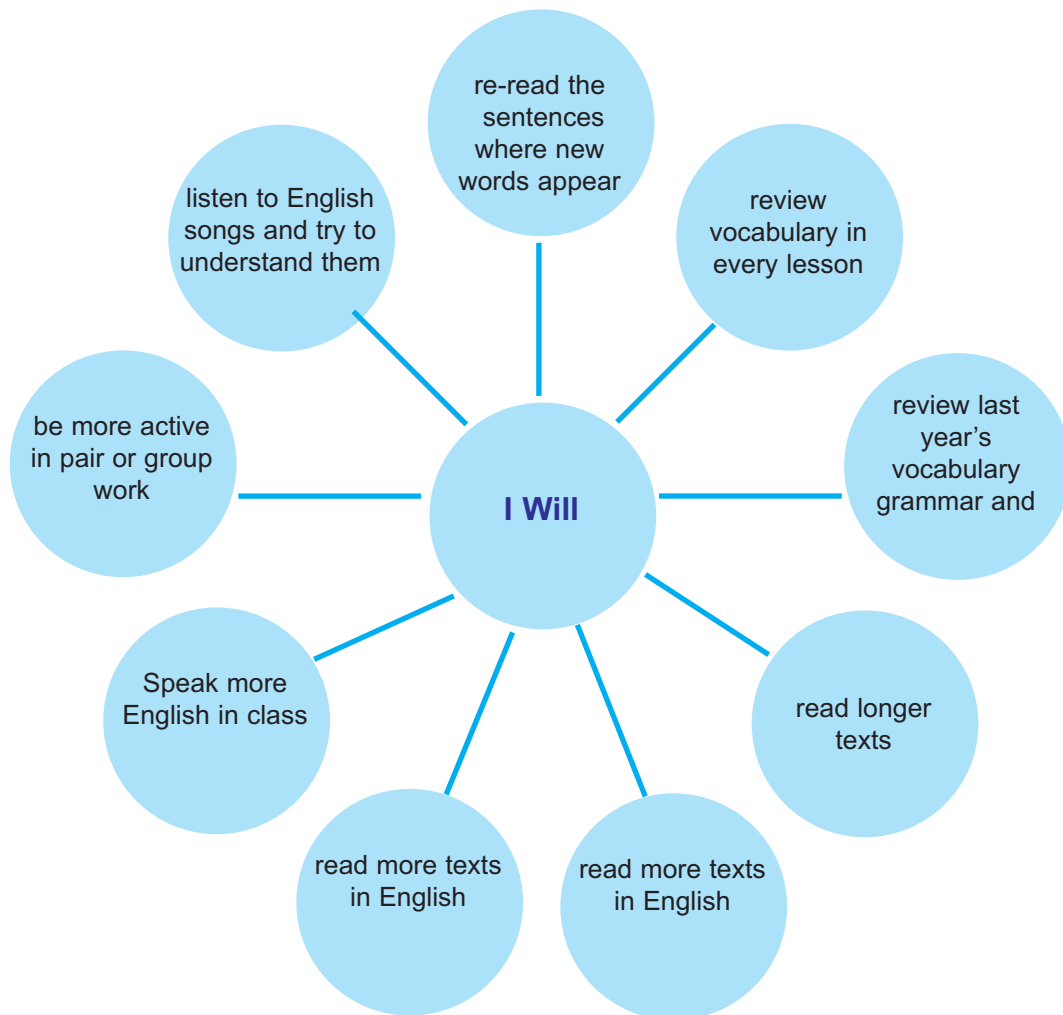 re-read the
sentences
where new
words appear
listen to English
songs and try to
understand them
review
vocabulary in
every lesson
be more active
in pair or group
work
review last
year's
vocabulary
grammar and
I Will
Speak more
English in class
read longer
texts
read more texts
in English
read more texts
in English